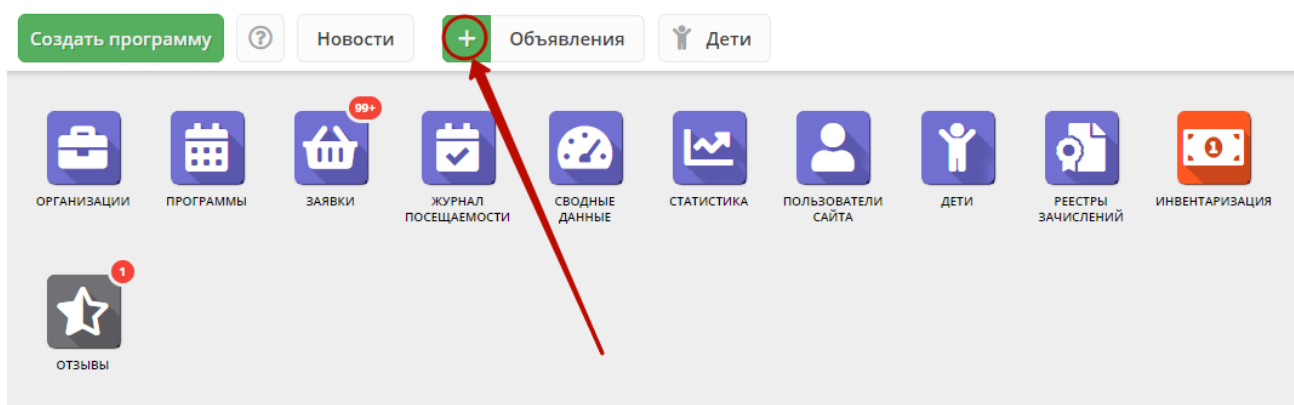 Создать программу
Новости
+ Объявления
Дети
99+
ОРГАНИЗАЦИИ
ПРОГРАММЫ
ЗАЯВКИ
ЖУРНАЛ
ПОСЕЩАЕМОСТИ
СВОДНЫЕ
ДАННЫЕ
СТАТИСТИКА
ПОЛЬЗОВАТЕЛИ
САЙТА
ДЕТИ
РЕЕСТРЫ
ЗАЧИСЛЕНИЙ
1
ИНВЕНТАРИЗАЦИЯ
1
ОТЗЫВЫ